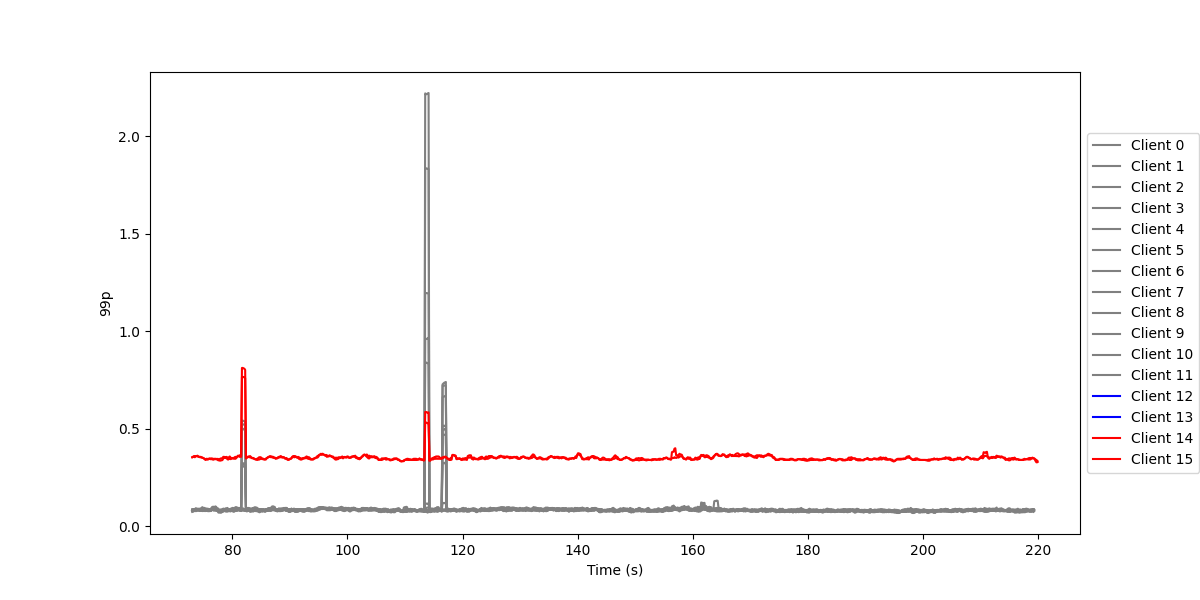 99p
2.0
1.5
1.0
0.5
0.0
80 100 120 140 160 180 200 220
Time (s)
Client 0
Client 1
Client 2
Client 3
Client 4
Client 5
Client 6
Client 7
Client 8
Client 9
Client 10
Client 11
Client 12
Client 13
Client 14
Client 15